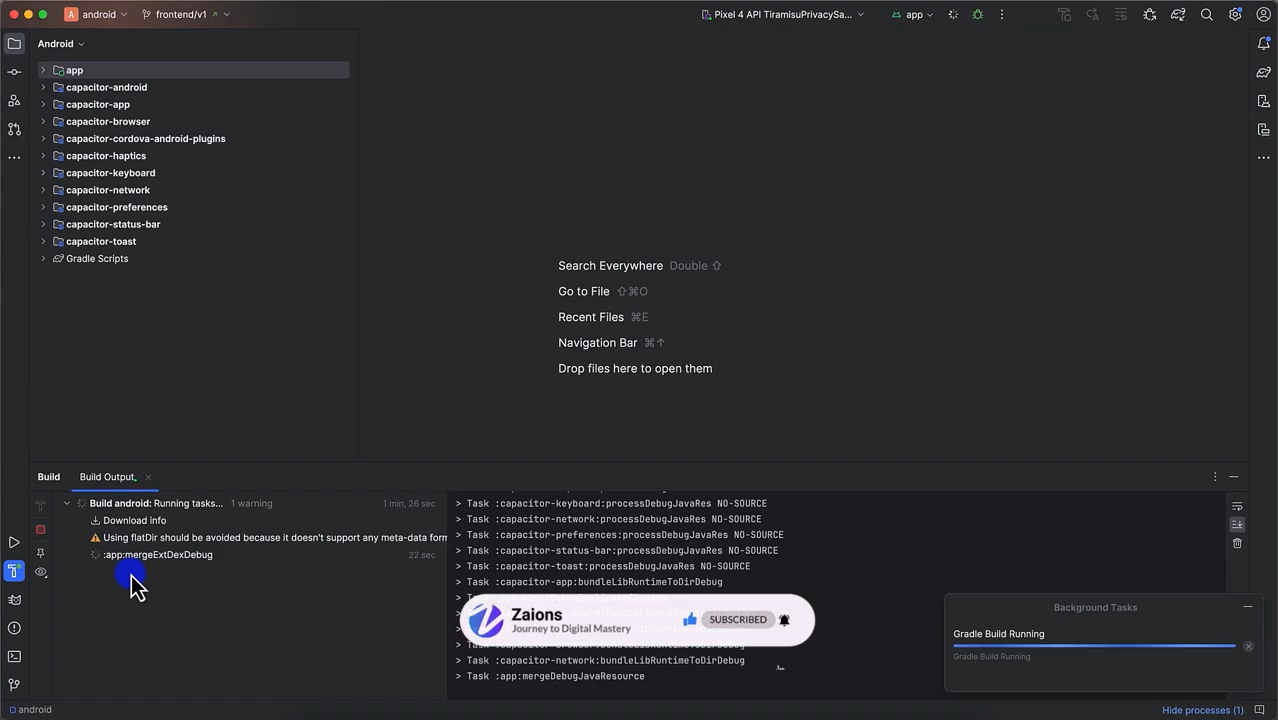 A android
frontend/v1
Pixel 4 API TiramisuPrivacySa...
app
Android
app
capacitor-android
capacitor-app
capacitor-browser
capacitor-cordova-android-plugins
capacitor-haptics
capacitor-keyboard
capacitor-network
capacitor-preferences
capacitor-status-bar
capacitor-toast
Gradle Scripts
Search Everywhere Double ⇧
Go to File ⇧⌘O
Recent Files ⌘E
Navigation Bar ⌘↑
Drop files here to open them
Build
Build Output
Build android: Running tasks... 1 warning 1 min, 26 sec
Download info
Using flatDir should be avoided because it doesn't support any meta-data form
:app:mergeExtDexDebug 22 sec
> Task :capacitor-keyboard:processDebugJavaRes NO-SOURCE
> Task :capacitor-network:processDebugJavaRes NO-SOURCE
> Task :capacitor-preferences:processDebugJavaRes NO-SOURCE
> Task :capacitor-status-bar:processDebugJavaRes NO-SOURCE
> Task :capacitor-toast:processDebugJavaRes NO-SOURCE
> Task :capacitor-app:bundleLibRuntimeToDirDebug
> Task :capacitor-network:bundleLibRuntimeToDirDebug
> Task :app:mergeDebugJavaResource
Zaions
Journey to Digital Mastery
SUBSCRIBED
Background Tasks
Gradle Build Running
Gradle Build Running
android
Hide processes (1)